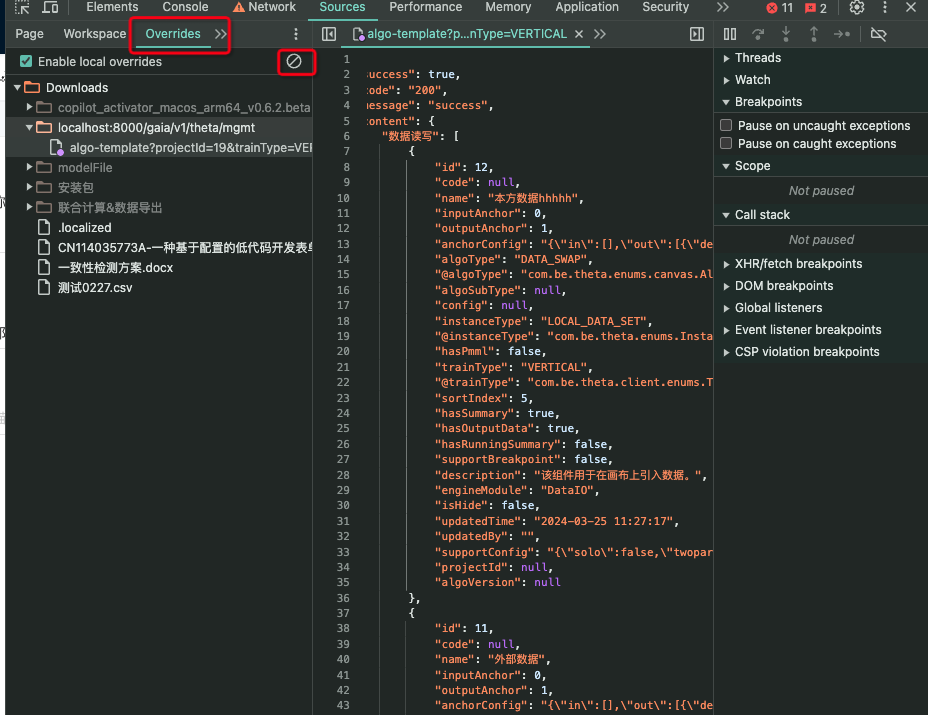 Elements Console Network Sources Performance Memory Application Security 11 2
Page Workspace Overrides
algo-template?p...nType=VERTICAL
Enable local overrides
Downloads
copilot_activator_macos_arm64_v0.6.2.beta
localhost:8000/gaia/v1/theta/mgmt
algo-template?projectId=19&trainType=VER
modelFile
安装包
联合计算&数据导出
.localized
CN114035773A-一种基于配置的低代码开发表单
一致性检测方案.docx
测试0227.csv
1
2 success": true,
3 code": "200",
4 message": "success",
5 content": {
6 "数据读写": [
7 {
8 "id": 12,
9 "code": null,
10 "name": "本方数据hhhhh",
11 "inputAnchor": 0,
12 "outputAnchor": 1,
13 "anchorConfig": "{\"in\":[],\"out\":[{\"de
14 "algoType": "DATA_SWAP",
15 "@algoType": "com.be.theta.enums.canvas.Al
16 "algoSubType": null,
17 "config": null,
18 "instanceType": "LOCAL_DATA_SET",
19 "@instanceType": "com.be.theta.enums.Insta
20 "hasPmml": false,
21 "trainType": "VERTICAL",
22 "@trainType": "com.be.theta.client.enums.T
23 "sortIndex": 5,
24 "hasSummary": true,
25 "hasOutputData": true,
26 "hasRunningSummary": false,
27 "supportBreakpoint": false,
28 "description": "该组件用于在画布上引入数据。",
29 "engineModule": "DataIO",
30 "isHide": false,
31 "updatedTime": "2024-03-25 11:27:17",
32 "updatedBy": "",
33 "supportConfig": "{\"solo\":false,\"twopar
34 "projectId": null,
35 "algoVersion": null
36 },
37 {
38 "id": 11,
39 "code": null,
40 "name": "外部数据",
41 "inputAnchor": 0,
42 "outputAnchor": 1,
43 "anchorConfig": "{\"in\":[],\"out\":[{\"de
Threads
Watch
Breakpoints
Pause on uncaught exceptions
Pause on caught exceptions
Scope
Not paused
Call stack
Not paused
XHR/fetch breakpoints
DOM breakpoints
Global listeners
Event listener breakpoints
CSP violation breakpoints